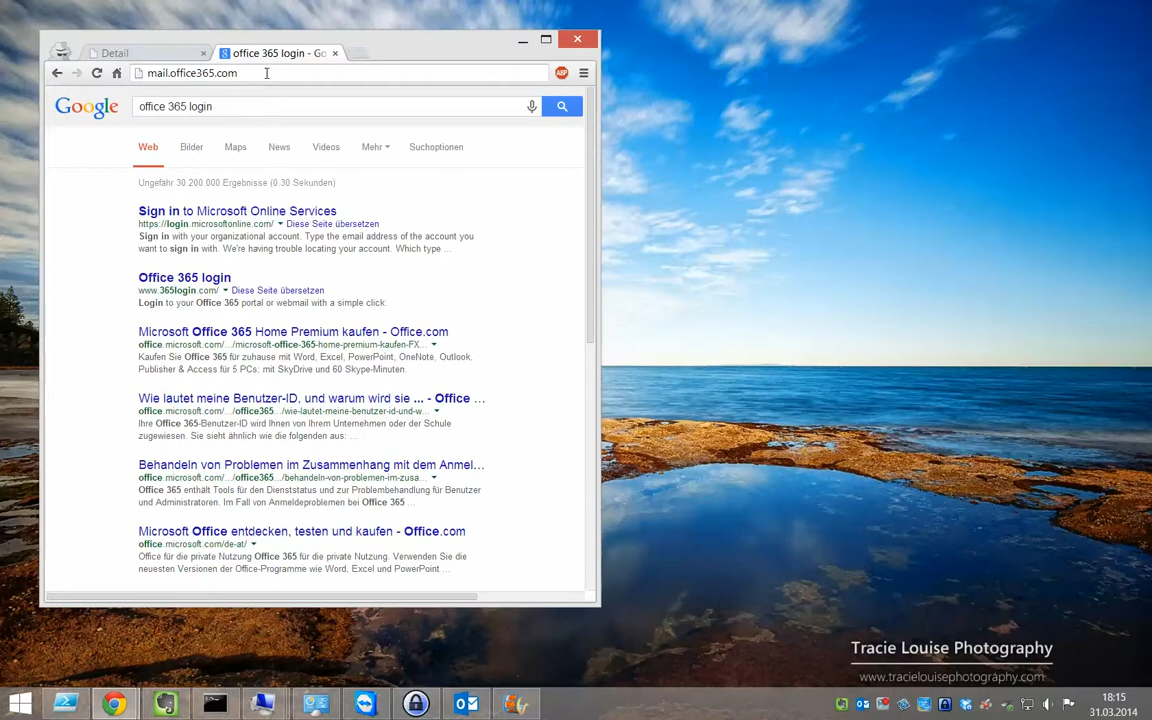 Detail
office 365 login - Go
mail.office365.com
ABP
Google
office 365 login
Web Bilder Maps News Videos Mehr Suchoptionen
Ungefähr 30.200.000 Ergebnisse (0.30 Sekunden)
Sign in to Microsoft Online Services
https://login.microsoftonline.com/ Diese Seite übersetzen
Sign in with your organizational account. Type the email address of the account you
want to sign in with. We're having trouble locating your account. Which type ...
Office 365 login
www.365login.com/ Diese Seite übersetzen
Login to your Office 365 portal or webmail with a simple click.
Microsoft Office 365 Home Premium kaufen - Office.com
office.microsoft.com/.../microsoft-office-365-home-premium-kaufen-FX...
Kaufen Sie Office 365 für zuhause mit Word, Excel, PowerPoint, OneNote, Outlook,
Publisher & Access für 5 PCs: mit SkyDrive und 60 Skype-Minuten.
Wie lautet meine Benutzer-ID, und warum wird sie ... - Office ...
office.microsoft.com/.../office365.../wie-lautet-meine-benutzer-id-und-w...
Ihre Office 365-Benutzer-ID wird Ihnen von Ihrem Unternehmen oder der Schule
zugewiesen. Sie sieht ähnlich wie die folgenden aus: ...
Behandeln von Problemen im Zusammenhang mit dem Anmel...
office.microsoft.com/.../office365.../behandeln-von-problemen-im-zusa...
Office 365 enthält Tools für den Dienststatus und zur Problembehandlung für Benutzer
und Administratoren. Im Fall von Anmeldeproblemen bei Office 365 ...
Microsoft Office entdecken, testen und kaufen - Office.com
office.microsoft.com/de-at/
Office für die private Nutzung Office 365 für die private Nutzung. Verwenden Sie die
neuesten Versionen der Office-Programme wie Word, Excel und PowerPoint ...
Tracie Louise Photography
www.tracielouisephotography.com
18:15
31.03.2014